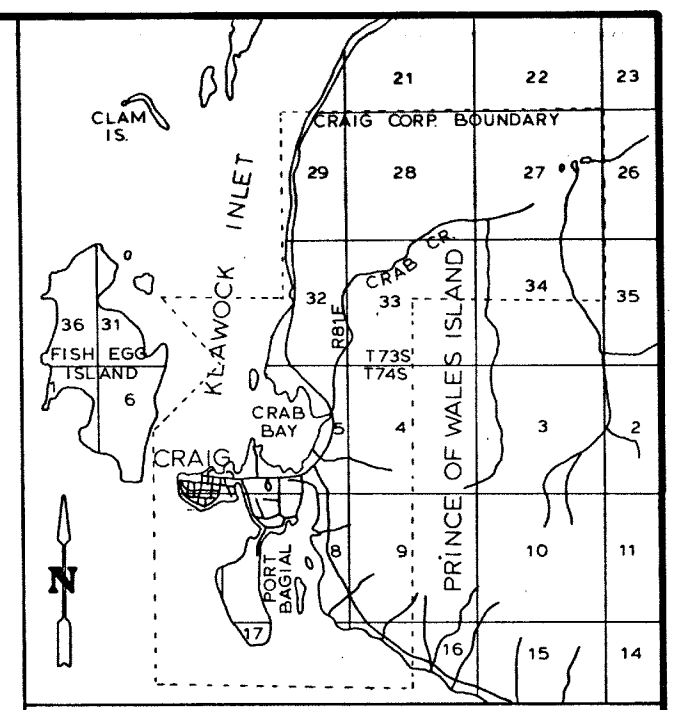 21 22 23
CLAM
IS.
CRAIG CORP. BOUNDARY
29 28 27 26
KLAWOCK INLET
CRAB CR.
PRINCE OF WALES ISLAND
32 33 34 35
R81E
36 31
FISH EGG
ISLAND
T73S
T74S
1 6
CRAB
BAY
5 4 3 2
CRAIG
N
PORT
BAGIAL
8 9 10 11
17
16 15 14